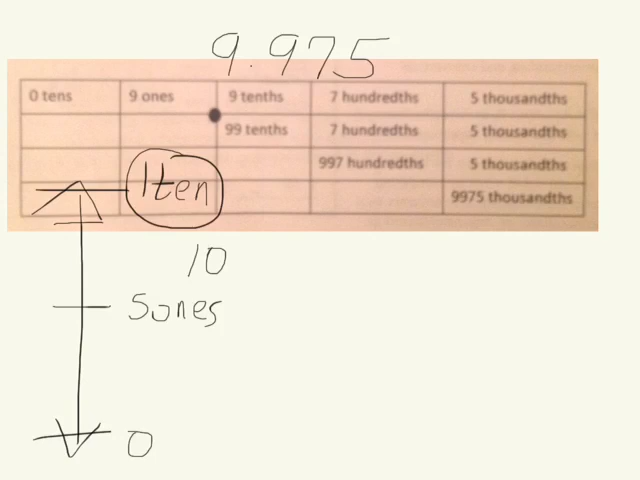 9.975
0 tens 9 ones 9 tenths 7 hundredths 5 thousandths
99 tenths 7 hundredths 5 thousandths
997 hundredths 5 thousandths
1ten
9975 thousandths
10
5ones
0